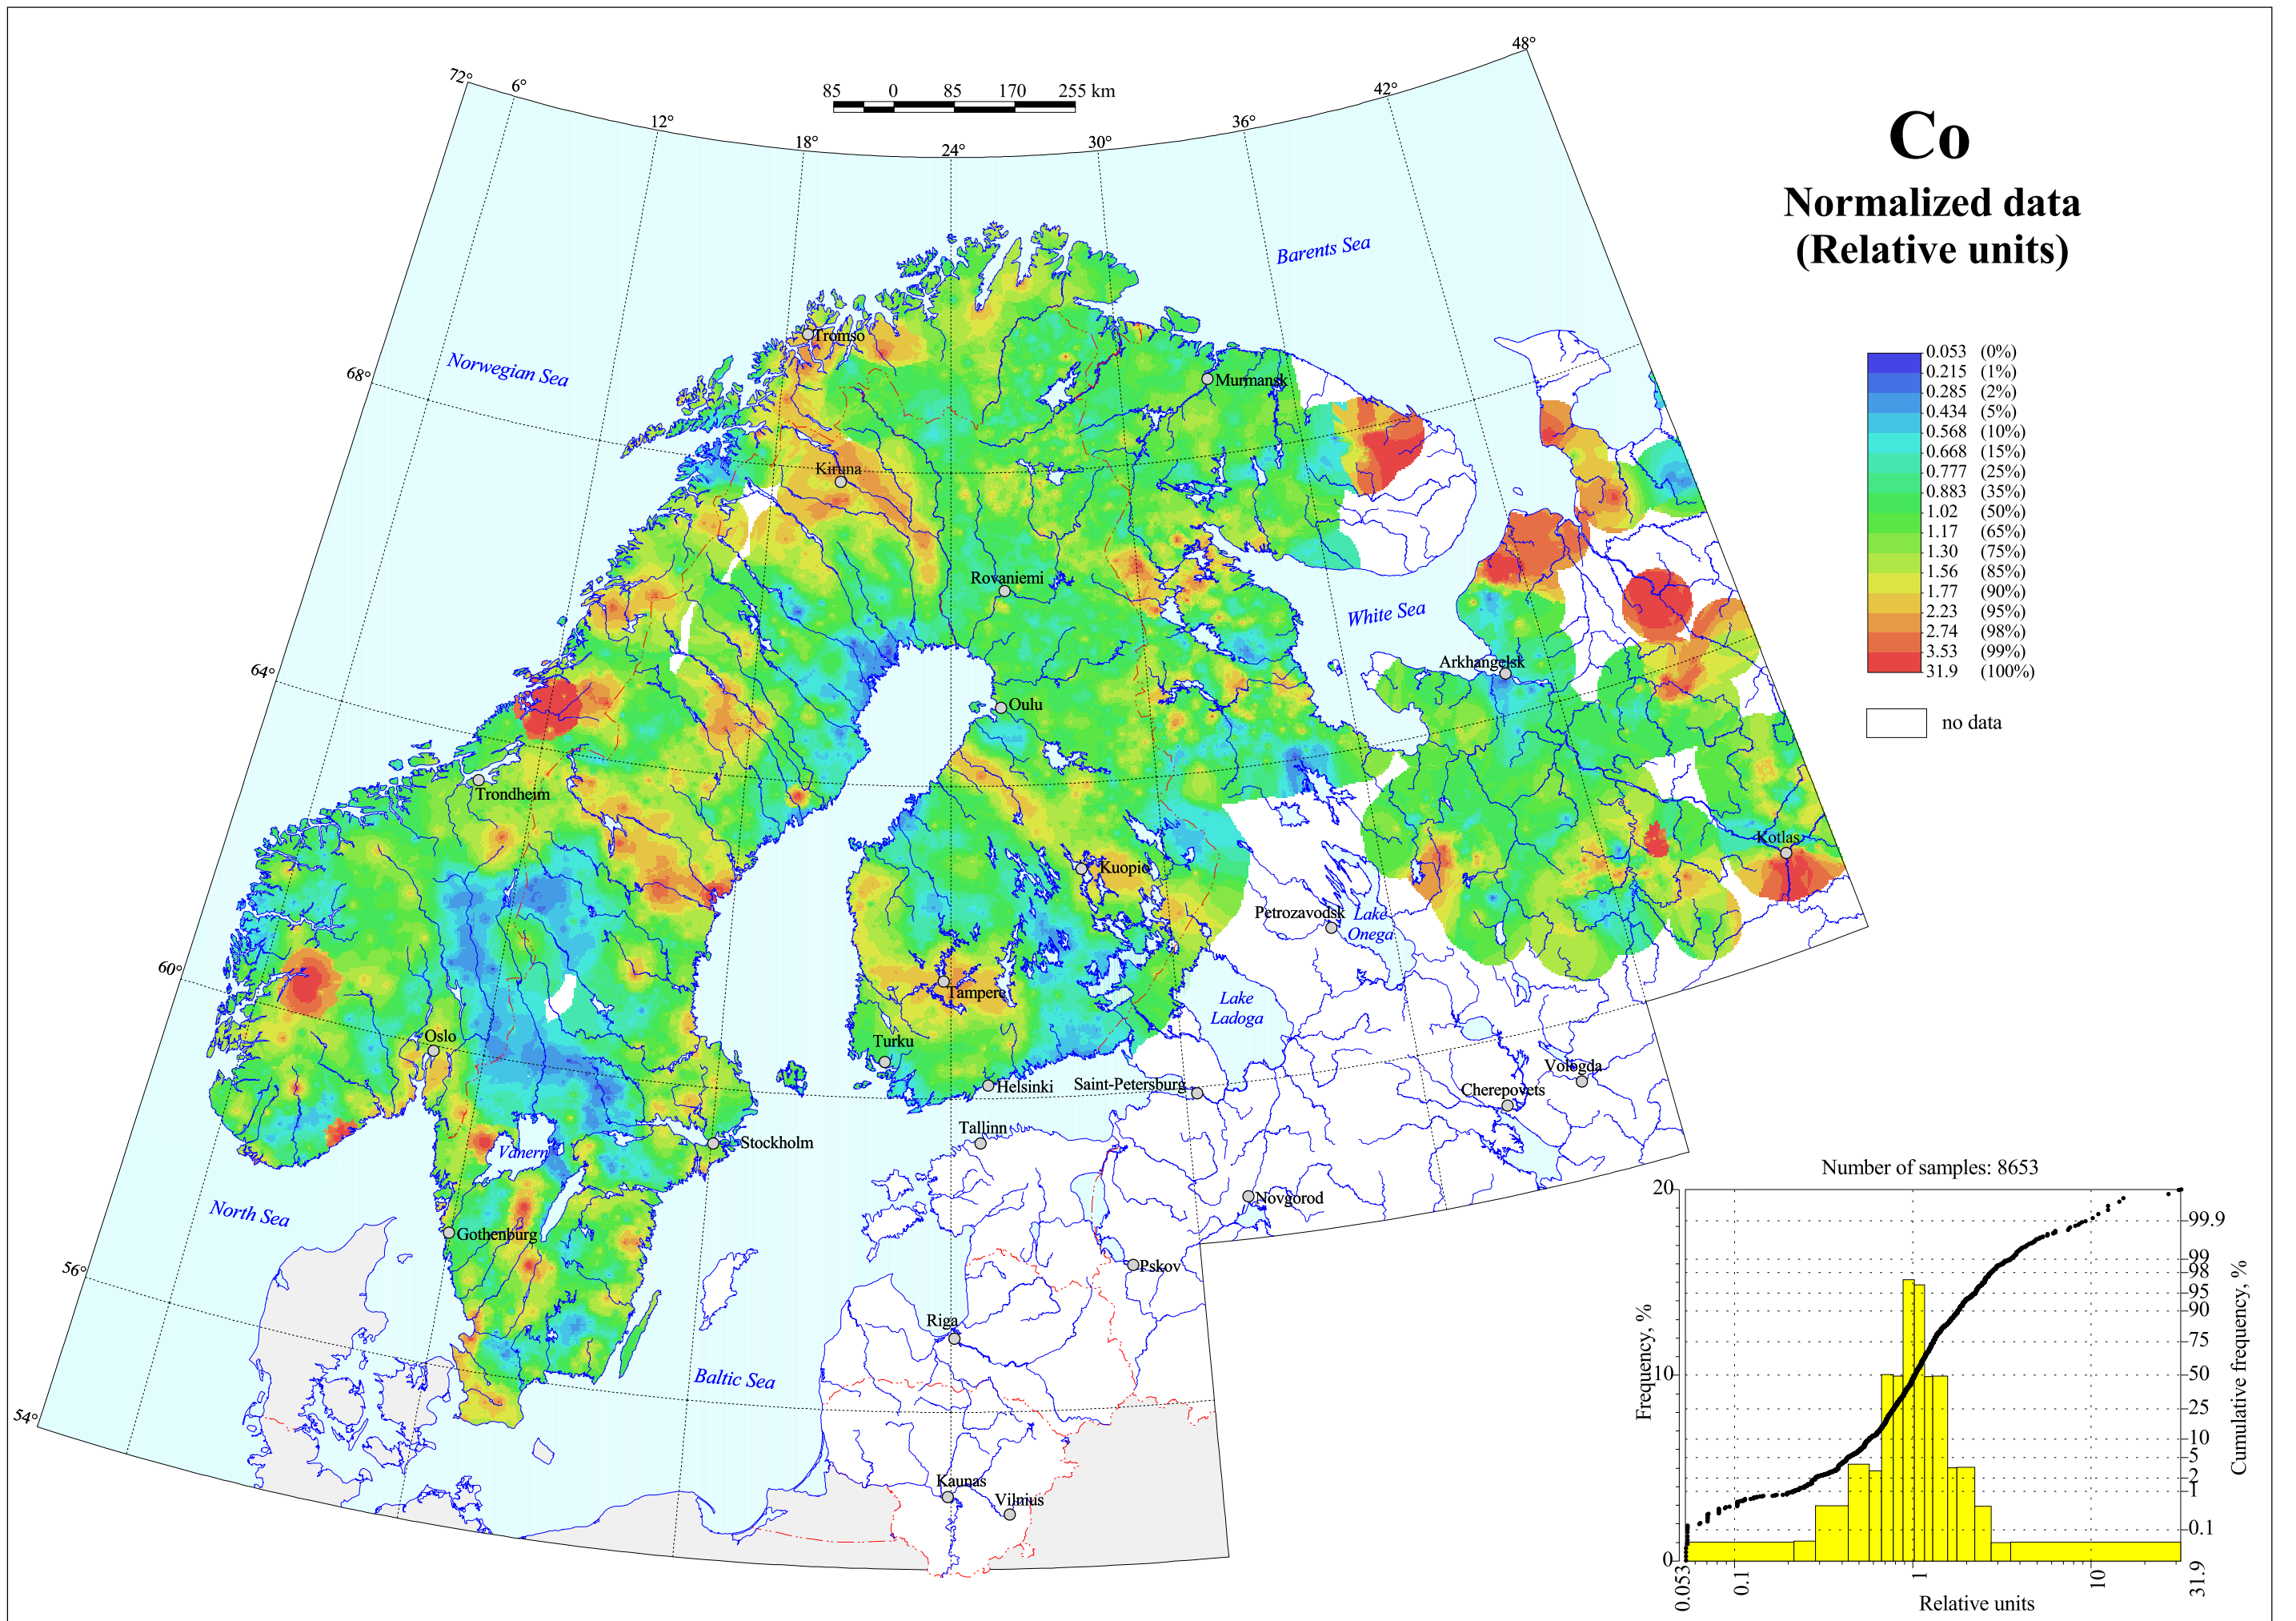 Co
Normalized data
(Relative units)
72°
6°
12°
18°
24°
30°
36°
42°
48°
68°
64°
60°
56°
54°
85 0 85 170 255 km
Barents Sea
Norwegian Sea
White Sea
North Sea
Baltic Sea
Lake
Onega
Lake
Ladoga
Vanern
Tromso
Murmansk
Kiruna
Rovaniemi
Arkhangelsk
Oulu
Trondheim
Kotlas
Kuopio
Petrozavodsk
Tampere
Oslo
Turku
Helsinki
Saint-Petersburg
Vologda
Cherepovets
Stockholm
Tallinn
Novgorod
Gothenburg
Pskov
Riga
Kaunas
Vilnius
0.053 (0%)
0.215 (1%)
0.285 (2%)
0.434 (5%)
0.568 (10%)
0.668 (15%)
0.777 (25%)
0.883 (35%)
1.02 (50%)
1.17 (65%)
1.30 (75%)
1.56 (85%)
1.77 (90%)
2.23 (95%)
2.74 (98%)
3.53 (99%)
31.9 (100%)
no data
Number of samples: 8653
Frequency, %
20
10
0
99.9
99
98
95
90
75
50
25
10
5
2
1
0.1
Cumulative frequency, %
0.053
0.1
1
10
31.9
Relative units